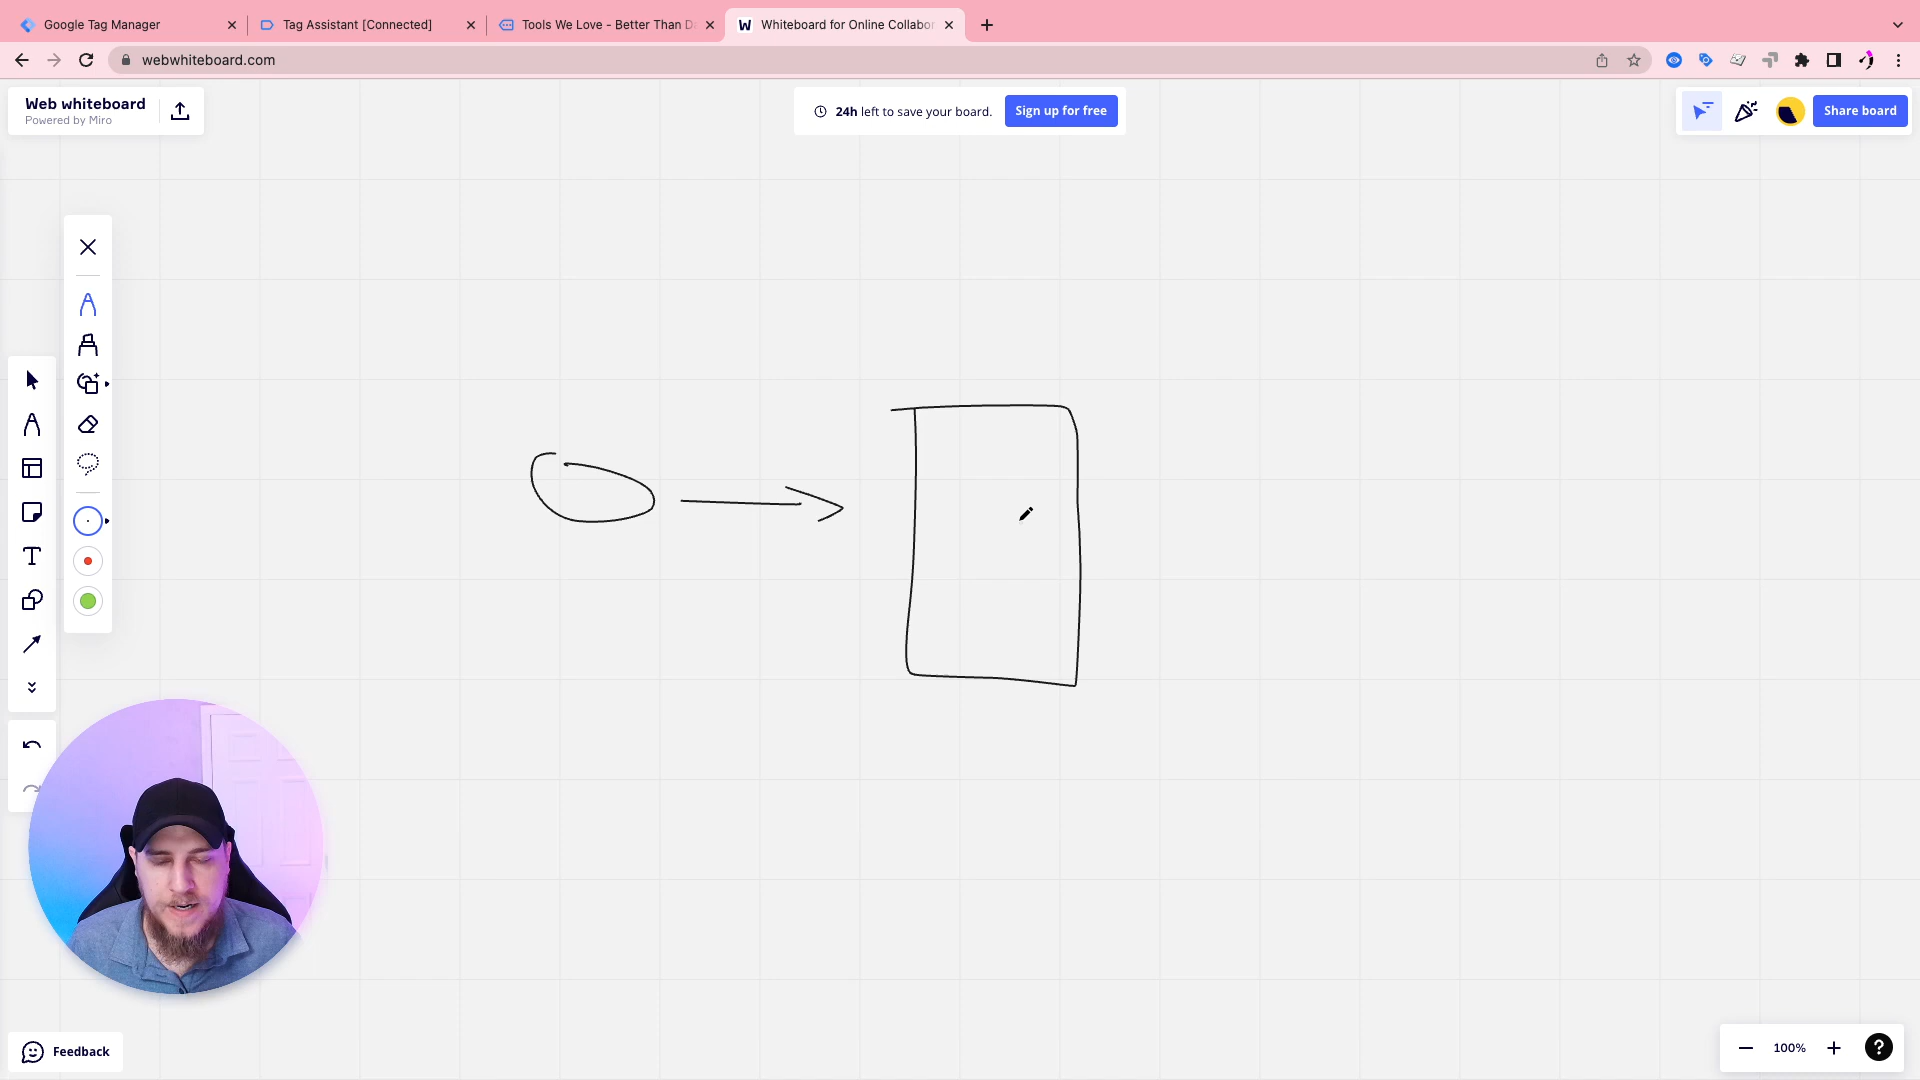 Google Tag Manager
Tag Assistant [Connected]
Tools We Love - Better Than Da
Whiteboard for Online Collabor
webwhiteboard.com
Web whiteboard
Powered by Miro
24h left to save your board.
Sign up for free
Share board
Feedback
100%